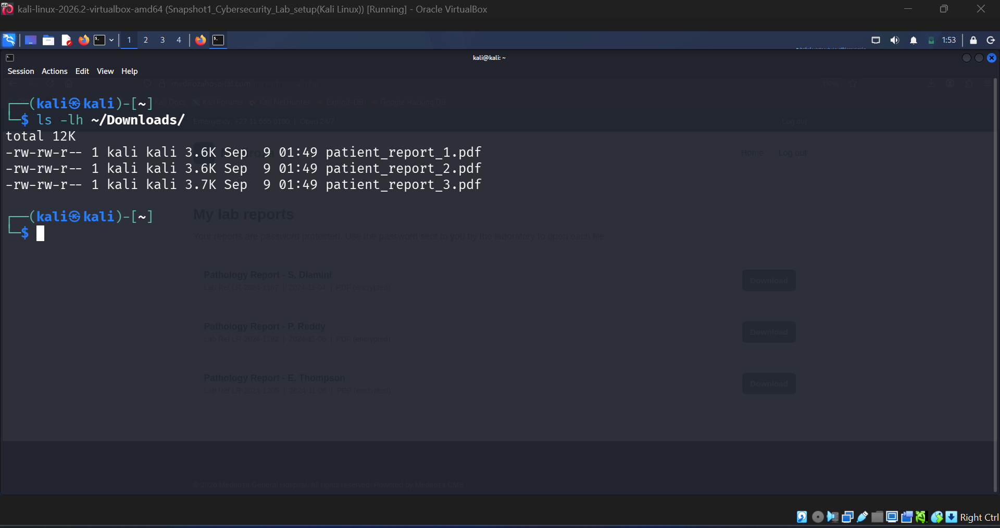 kali-linux-2026.2-virtualbox-amd64 (Snapshot1_Cybersecurity_Lab_setup(Kali Linux)) [Running] - Oracle VirtualBox
1 2 3 4 1:53
kali@kali: ~
Session Actions Edit View Help
medirozahospital.com
Kali Docs Kali Forums Kali NetHunter Exploit-DB Google Hacking DB
┌──(kali㉿kali)-[~]
└─$ ls -lh ~/Downloads/
Emergency: +27 11 555 0100 | Open 24/7 Log out
total 12K
-rw-rw-r-- 1 kali kali 3.6K Sep  9 01:49 patient_report_1.pdf
Home Log out
-rw-rw-r-- 1 kali kali 3.6K Sep  9 01:49 patient_report_2.pdf
-rw-rw-r-- 1 kali kali 3.7K Sep  9 01:49 patient_report_3.pdf
┌──(kali㉿kali)-[~]
└─$
My lab reports
Your reports are password protected. Use the password sent to you by the laboratory to open each file
Pathology Report - S. Dlamini
Lab Ref LR-2024-1187 | 2024-11-04 | PDF (encrypted)
Download
Pathology Report - P. Reddy
Lab Ref LR-2024-1192 | 2024-11-05 | PDF (encrypted)
Download
Pathology Report - E. Thompson
Lab Ref LR-2024-1205 | 2024-11-06 | PDF (encrypted)
Download
© 2026 Mediroza General Hospital. All rights reserved. Powered by Mediroza CMS
Right Ctrl